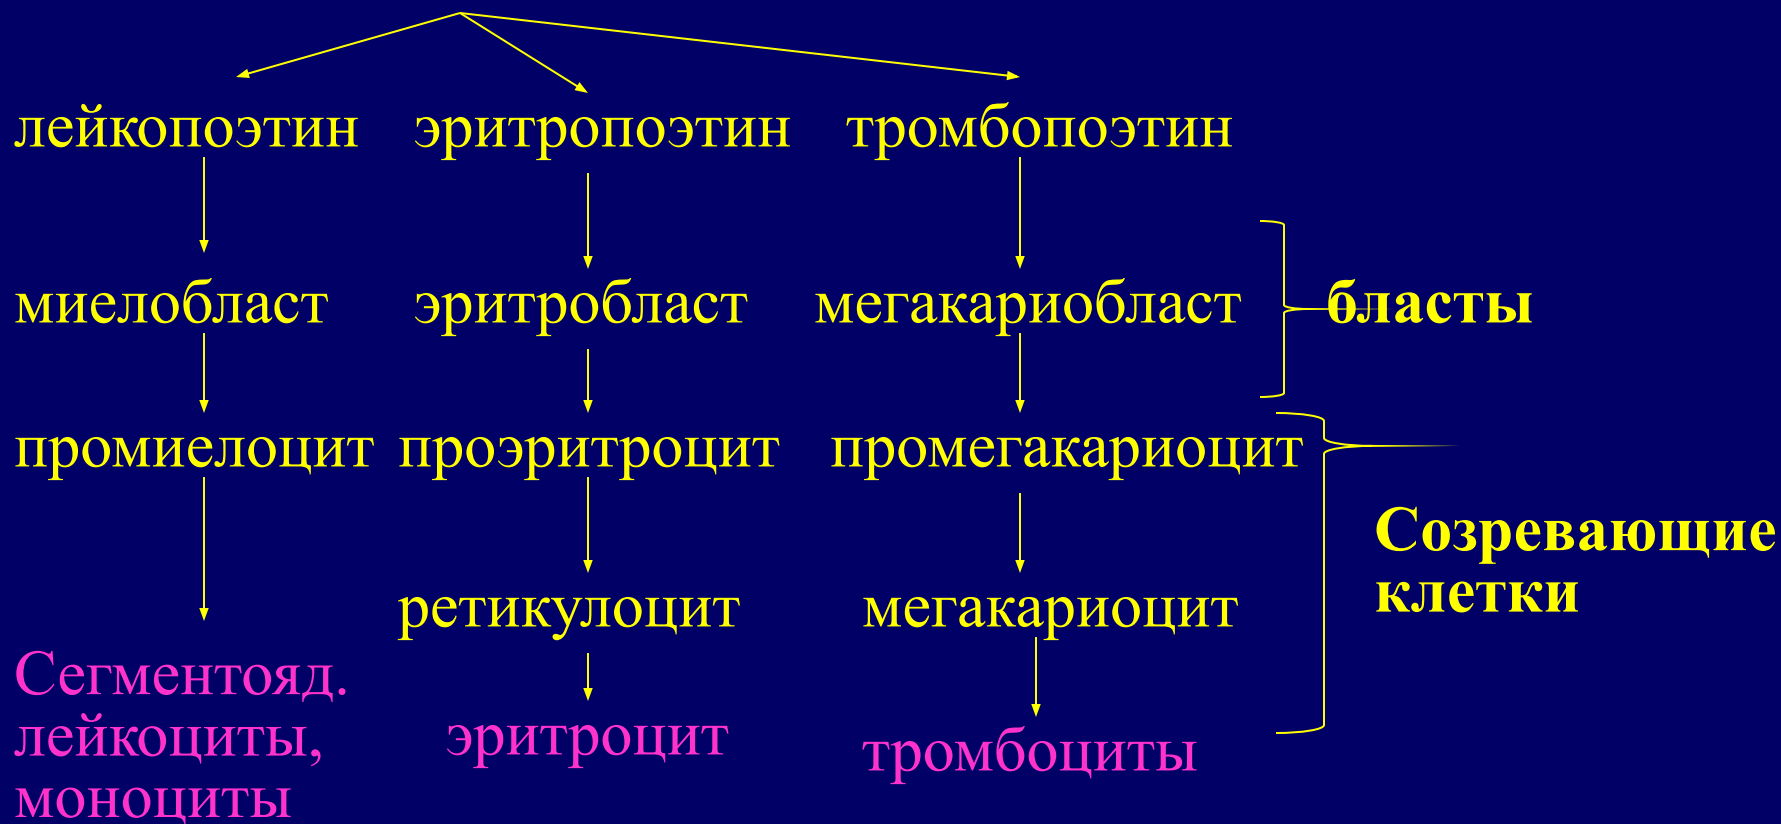 лейкопоэтин эритропоэтин тромбопоэтин
миелобласт эритробласт мегакариобласт бласты
промиелоцит проэритроцит промегакариоцит
Созревающие
клетки
ретикулоцит мегакариоцит
Сегментояд.
лейкоциты,
моноциты
эритроцит
тромбоциты